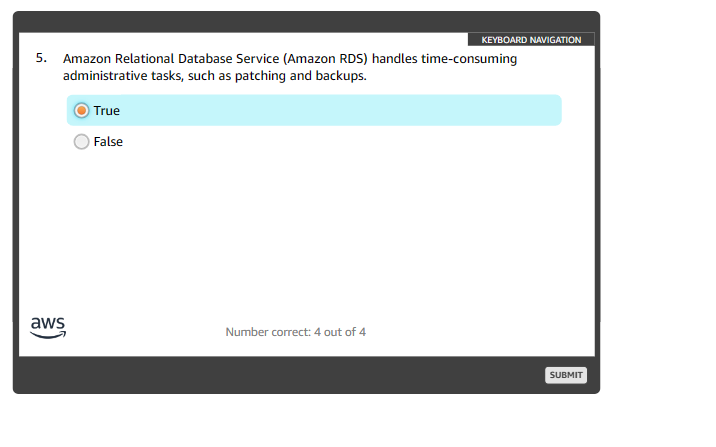 KEYBOARD NAVIGATION
5. Amazon Relational Database Service (Amazon RDS) handles time-consuming
administrative tasks, such as patching and backups.
True
False
aws
Number correct: 4 out of 4
SUBMIT